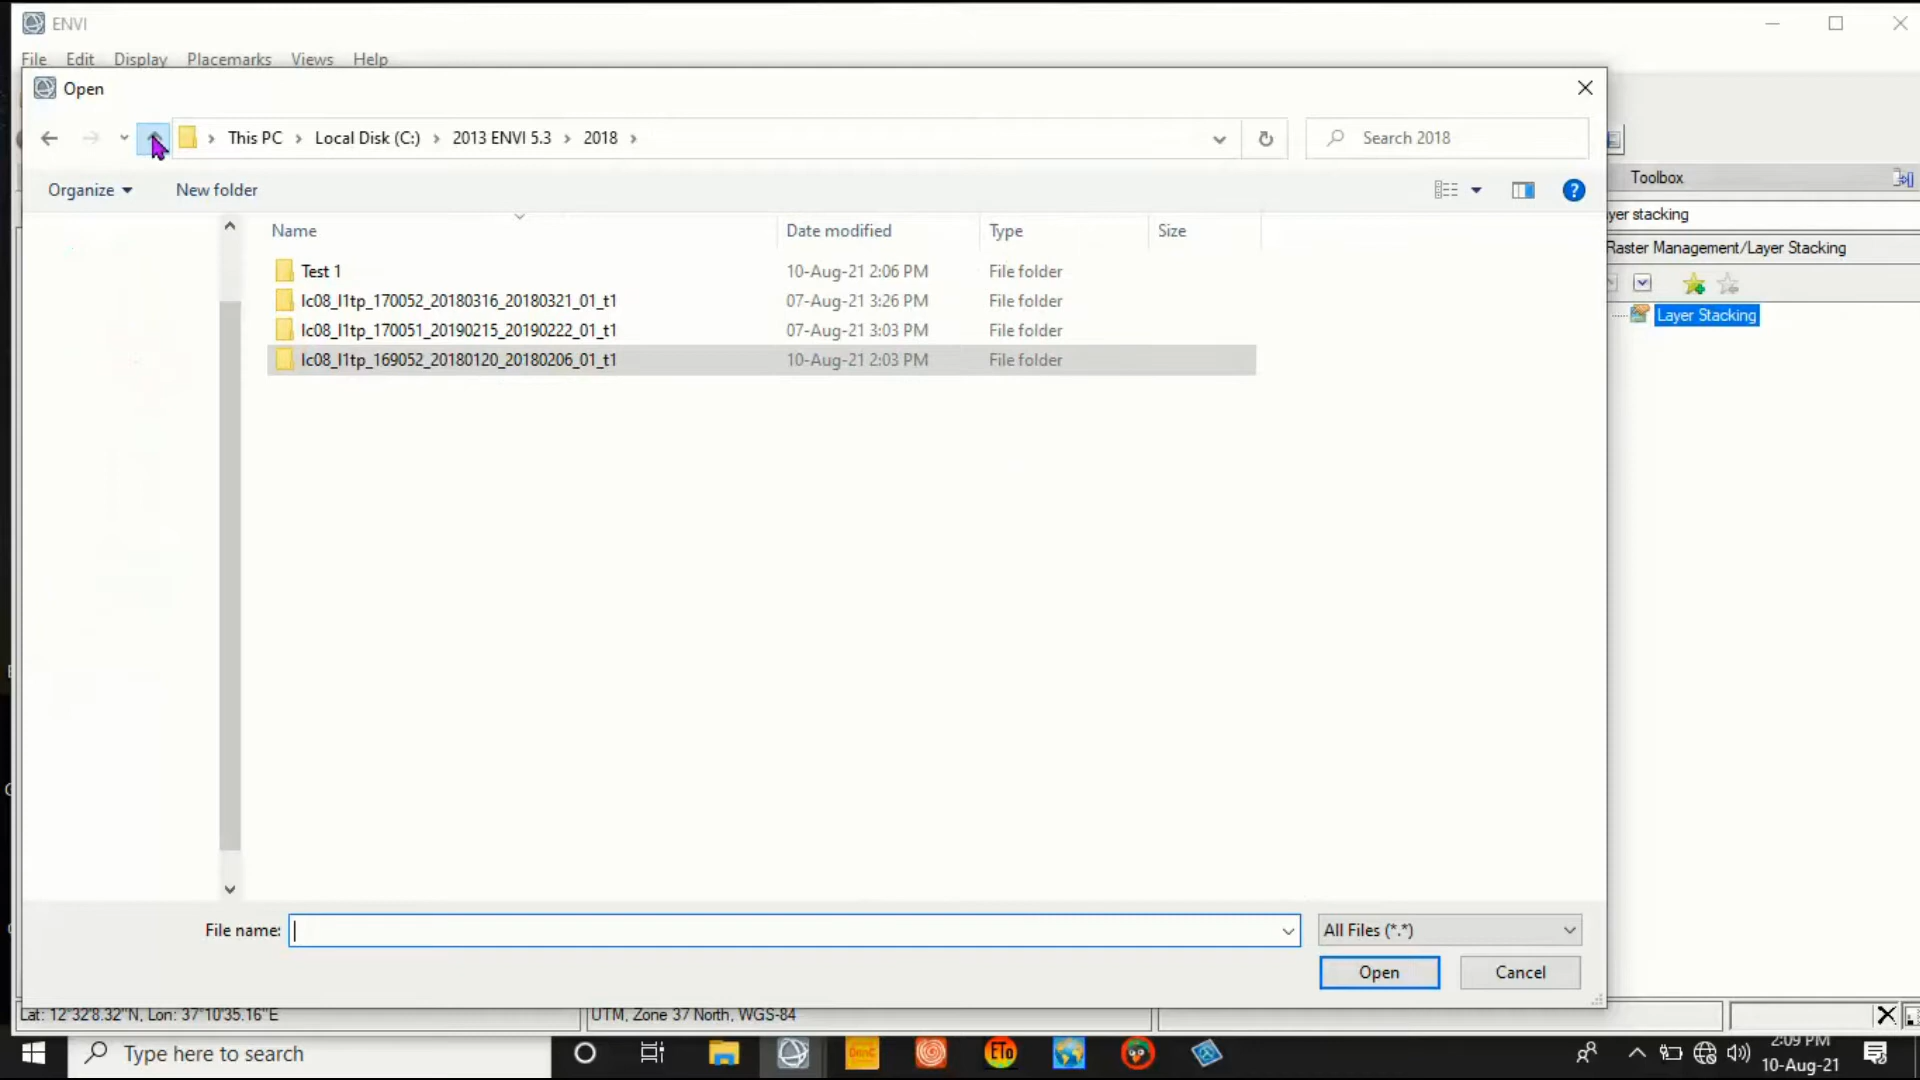 ENVI
File Edit Display Placemarks Views Help
Open
This PC Local Disk (C:) 2013 ENVI 5.3 2018
Search 2018
Organize New folder
Toolbox
yer stacking
Raster Management/Layer Stacking
Layer Stacking
Name Date modified Type Size
Test 1 10-Aug-21 2:06 PM File folder
lc08_l1tp_170052_20180316_20180321_01_t1 07-Aug-21 3:26 PM File folder
lc08_l1tp_170051_20190215_20190222_01_t1 07-Aug-21 3:03 PM File folder
lc08_l1tp_169052_20180120_20180206_01_t1 10-Aug-21 2:03 PM File folder
File name: All Files (*.*)
Open Cancel
Lat: 12°32'8.32"N, Lon: 37°10'35.16"E UTM, Zone 37 North, WGS-84
Type here to search
ETo
2:09 PM
10-Aug-21